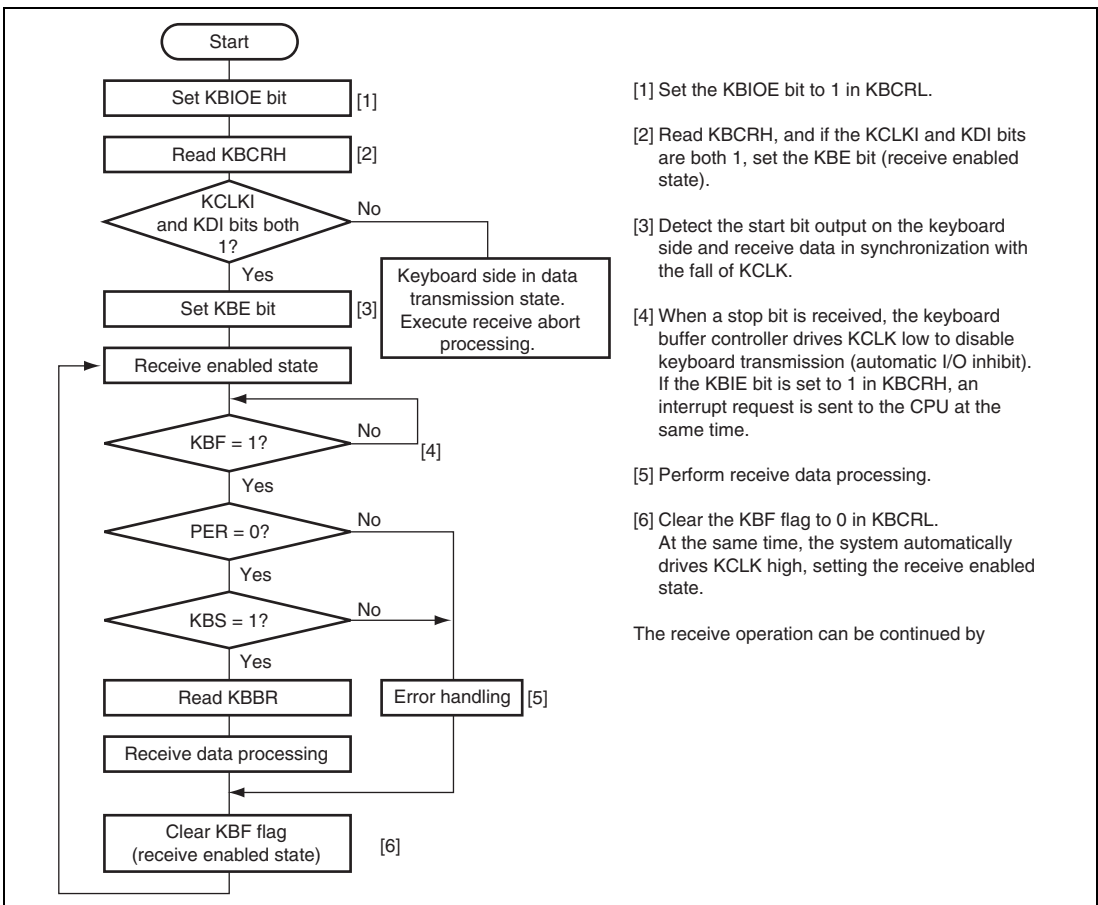 Start
Set KBIOE bit
[1]
Read KBCRH
[2]
KCLKI
and KDI bits both
1?
No
Yes
Keyboard side in data
transmission state.
Execute receive abort
processing.
Set KBE bit
[3]
Receive enabled state
KBF = 1?
No
[4]
Yes
PER = 0?
No
Yes
KBS = 1?
No
Yes
Read KBBR
Error handling
[5]
Receive data processing
Clear KBF flag
(receive enabled state)
[6]
[1] Set the KBIOE bit to 1 in KBCRL.
[2] Read KBCRH, and if the KCLKI and KDI bits
are both 1, set the KBE bit (receive enabled
state).
[3] Detect the start bit output on the keyboard
side and receive data in synchronization with
the fall of KCLK.
[4] When a stop bit is received, the keyboard
buffer controller drives KCLK low to disable
keyboard transmission (automatic I/O inhibit).
If the KBIE bit is set to 1 in KBCRH, an
interrupt request is sent to the CPU at the
same time.
[5] Perform receive data processing.
[6] Clear the KBF flag to 0 in KBCRL.
At the same time, the system automatically
drives KCLK high, setting the receive enabled
state.
The receive operation can be continued by